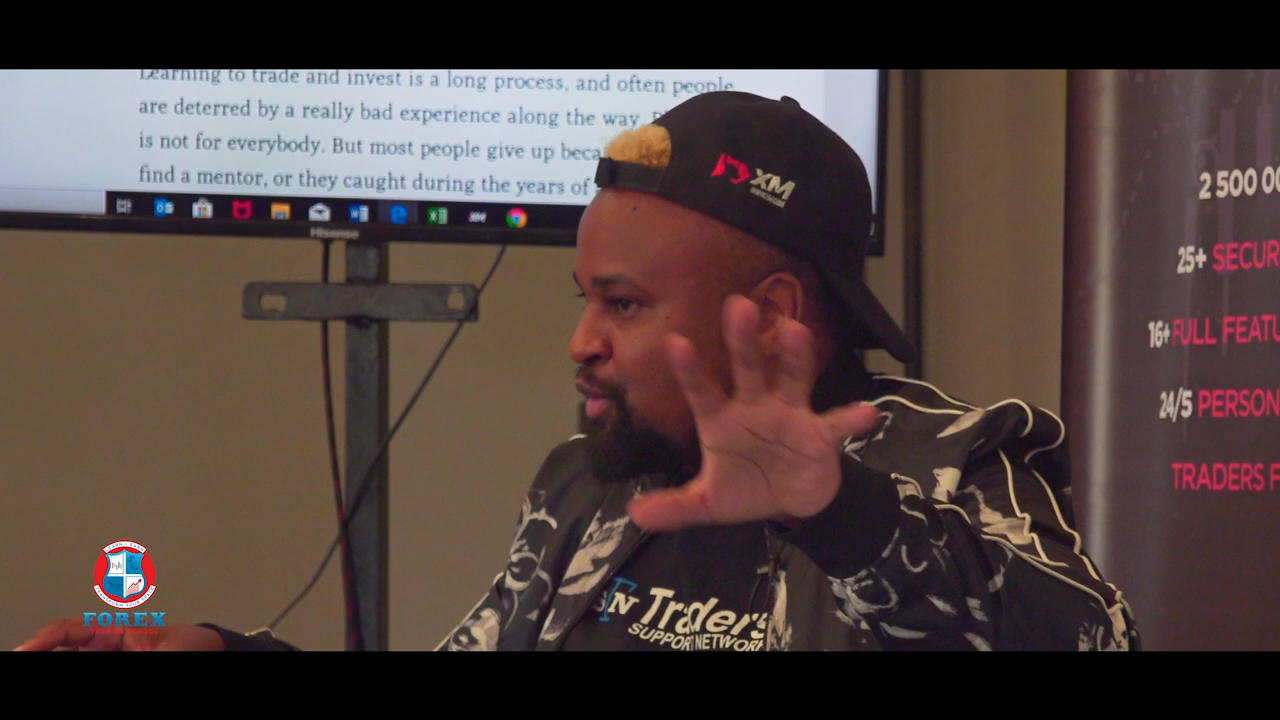 Learning to trade and invest is a long process, and often people
are deterred by a really bad experience along the way.
is not for everybody. But most people give up
find a mentor, or they caught during the years of
Hisense
XM
2 500 00
25+ SECUR
16+ FULL FEATU
24/5 PERSON
TRADERS F
Traders
SUPPORT NETWORK
FOREX